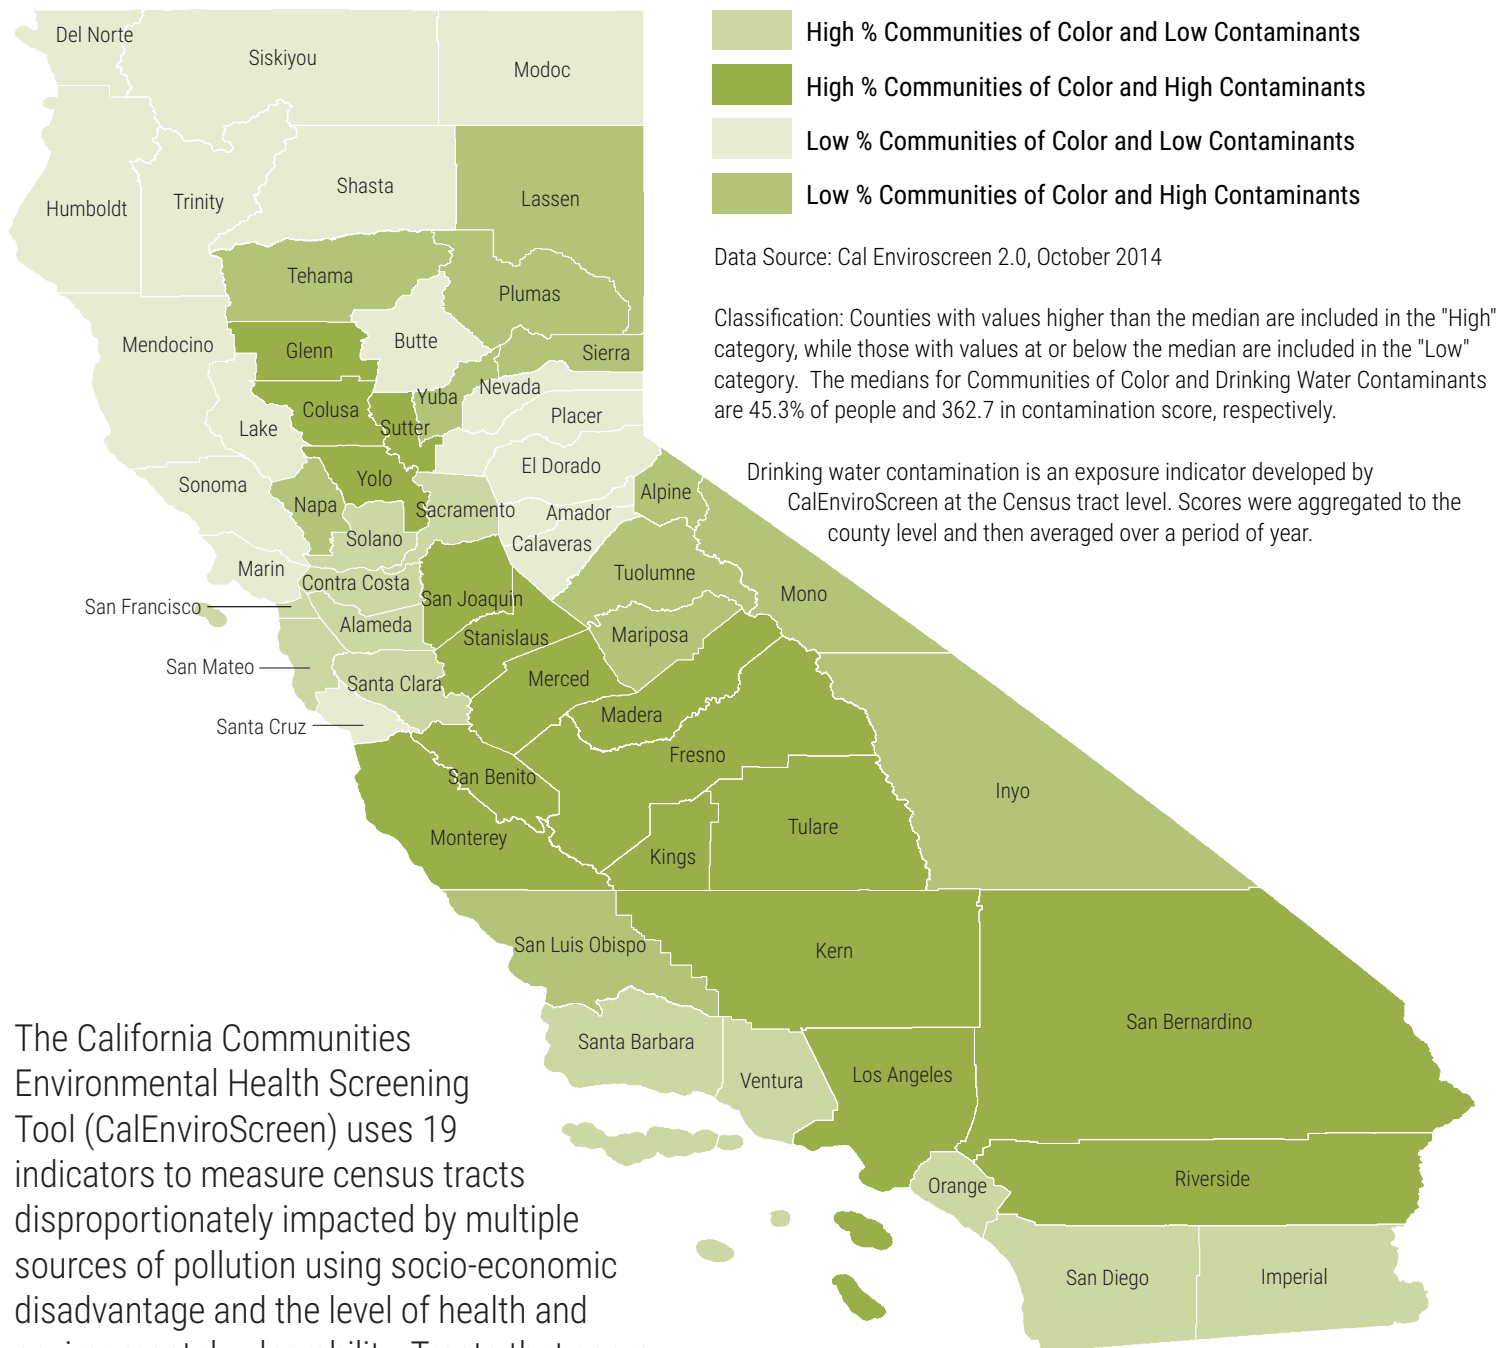 High % Communities of Color and Low Contaminants
High % Communities of Color and High Contaminants
Low % Communities of Color and Low Contaminants
Low % Communities of Color and High Contaminants
Data Source: Cal Enviroscreen 2.0, October 2014
Classification: Counties with values higher than the median are included in the "High"
category, while those with values at or below the median are included in the "Low"
category. The medians for Communities of Color and Drinking Water Contaminants
are 45.3% of people and 362.7 in contamination score, respectively.
Drinking water contamination is an exposure indicator developed by
CalEnviroScreen at the Census tract level. Scores were aggregated to the
county level and then averaged over a period of year.
Del Norte
Siskiyou
Modoc
Humboldt
Trinity
Shasta
Lassen
Tehama
Plumas
Mendocino
Glenn
Butte
Sierra
Colusa
Yuba
Nevada
Lake
Sutter
Placer
Sonoma
Yolo
El Dorado
Napa
Sacramento
Amador
Alpine
Solano
Calaveras
Marin
Contra Costa
Tuolumne
Mono
San Francisco
San Joaquin
Alameda
Stanislaus
Mariposa
San Mateo
Santa Clara
Merced
Santa Cruz
Madera
Fresno
San Benito
Inyo
Monterey
Kings
Tulare
San Luis Obispo
Kern
San Bernardino
Santa Barbara
Ventura
Los Angeles
Orange
Riverside
San Diego
Imperial
The California Communities
Environmental Health Screening
Tool (CalEnviroScreen) uses 19
indicators to measure census tracts
disproportionately impacted by multiple
sources of pollution using socio-economic
disadvantage and the level of health and